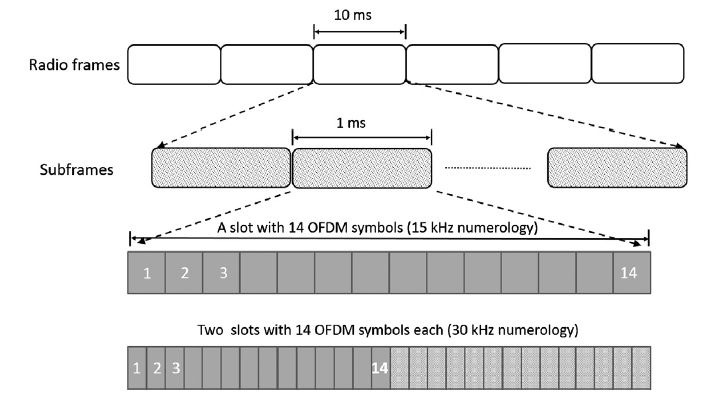 10 ms
Radio frames
1 ms
Subframes
A slot with 14 OFDM symbols (15 kHz numerology)
1 2 3 14
Two slots with 14 OFDM symbols each (30 kHz numerology)
1 2 3 14